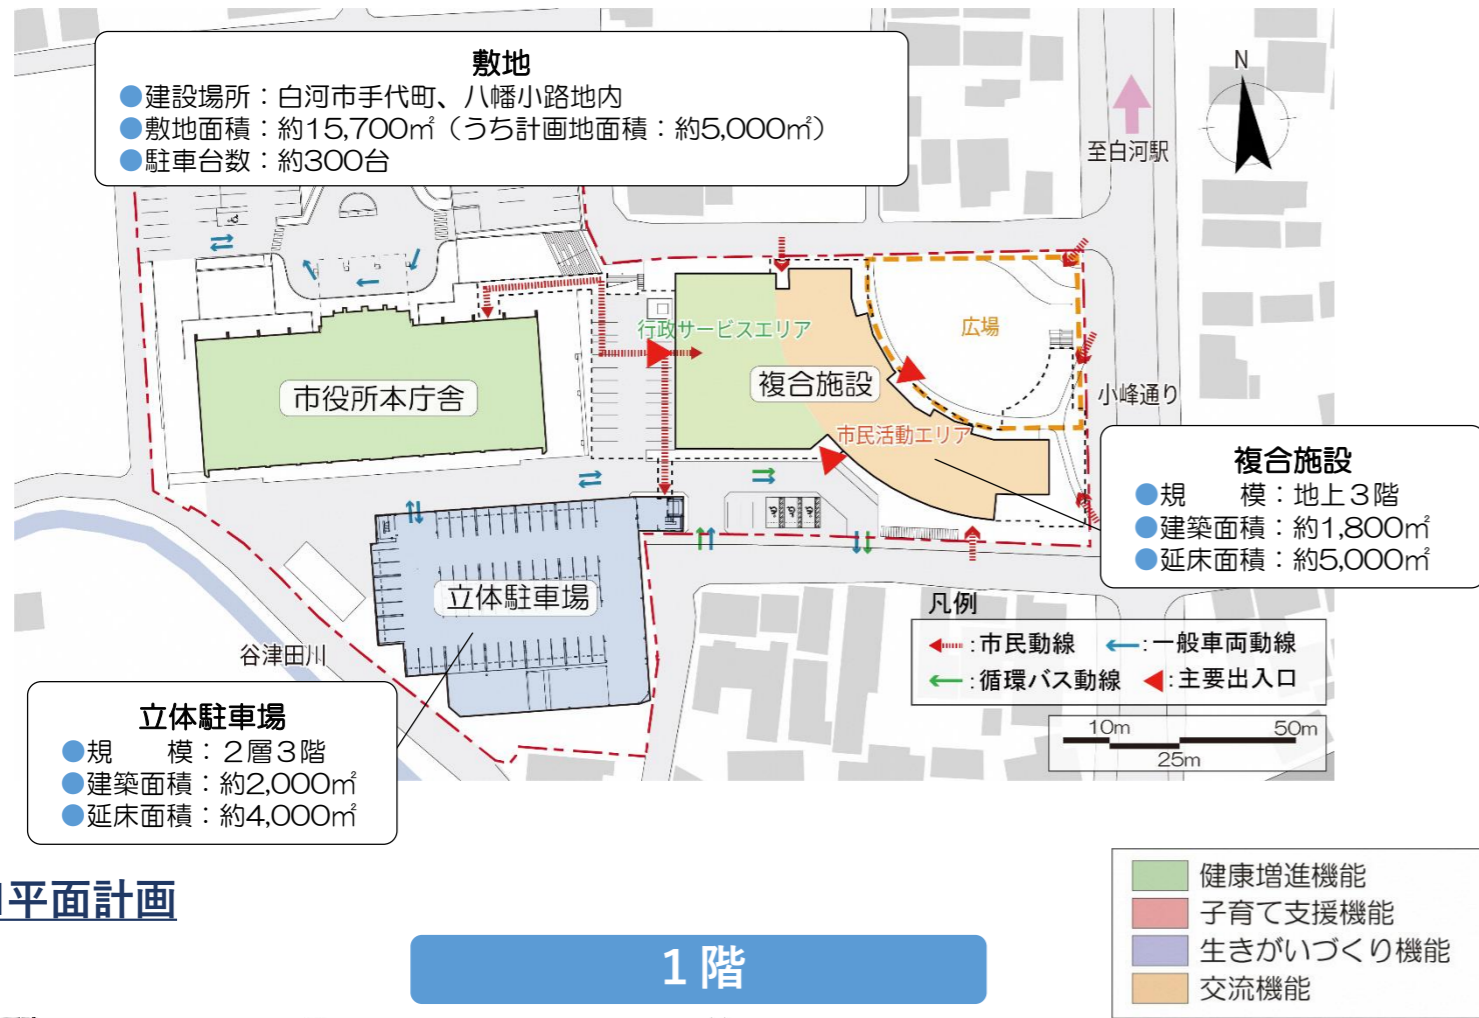 敷地
●建設場所：白河市手代町、八幡小路地内
●敷地面積：約15,700㎡（うち計画地面積：約5,000㎡）
●駐車台数：約300台
N
至白河駅
行政サービスエリア
広場
市役所本庁舎
複合施設
小峰通り
市民活動エリア
複合施設
●規　模：地上３階
●建築面積：約1,800㎡
●延床面積：約5,000㎡
立体駐車場
谷津田川
凡例
:市民動線
:一般車両動線
:循環バス動線
:主要出入口
10m
50m
25m
立体駐車場
●規　模：２層３階
●建築面積：約2,000㎡
●延床面積：約4,000㎡
平面計画
１階
健康増進機能
子育て支援機能
生きがいづくり機能
交流機能